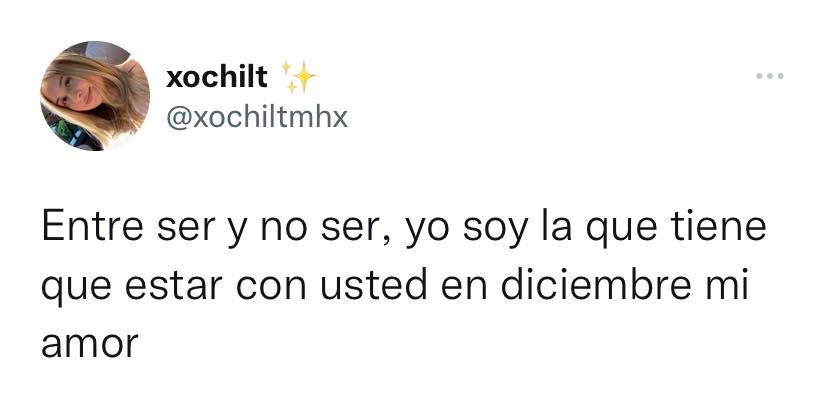 xochilt ✨
@xochiltmhx
Entre ser y no ser, yo soy la que tiene
que estar con usted en diciembre mi
amor